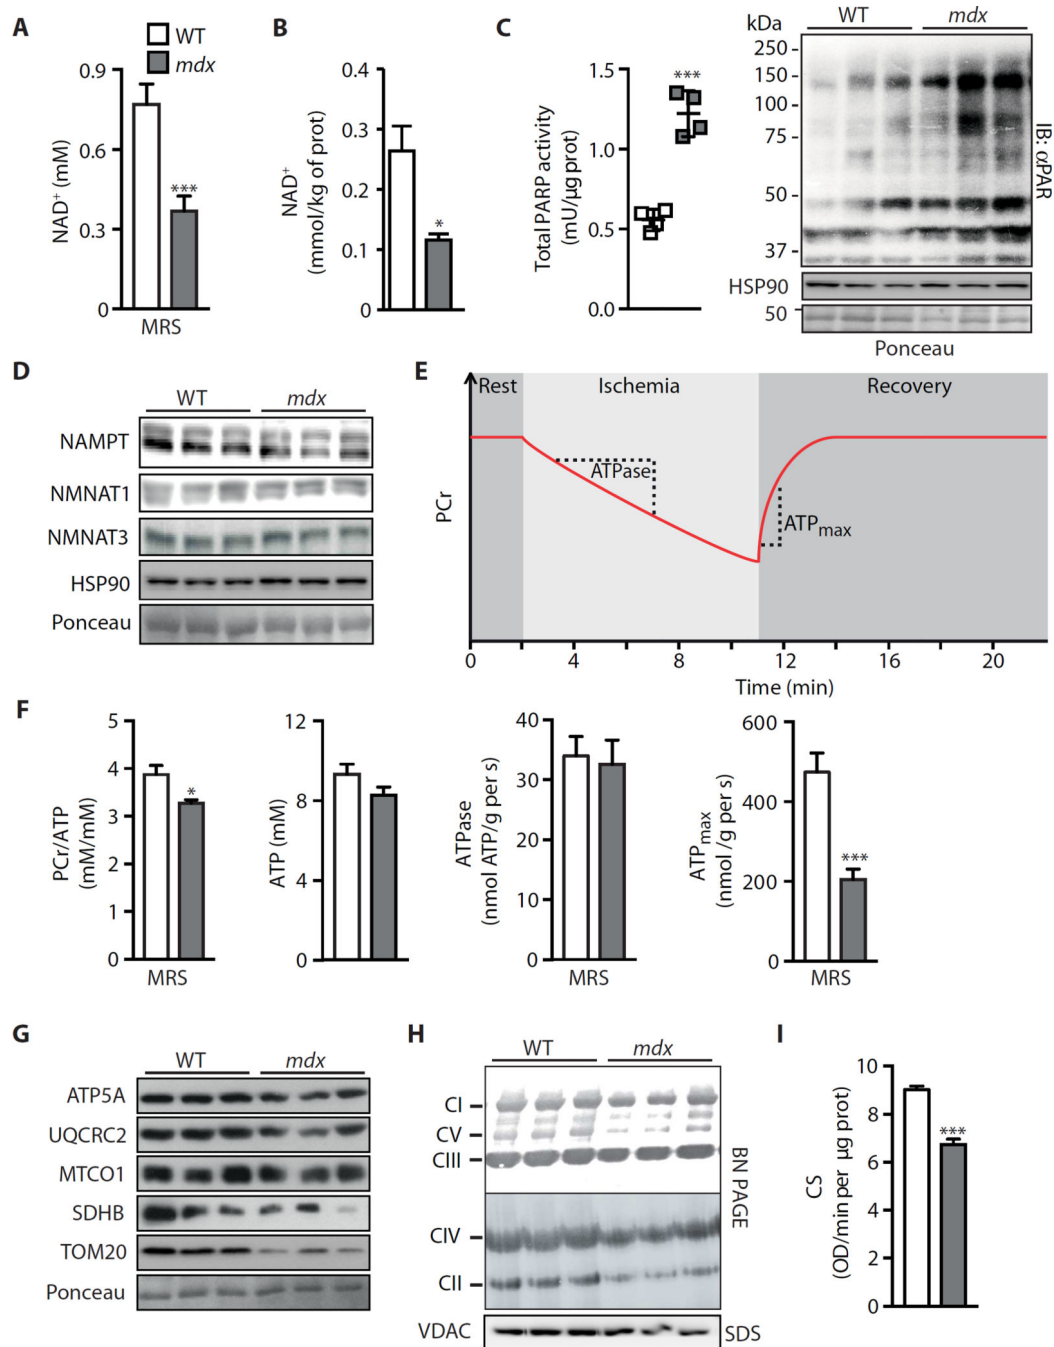 A
WT
mdx
0.9
0.6
0.3
0
NAD+ (mM)
***
MRS
B
0.4
0.3
0.2
0.1
0
NAD+
(mmol/kg of prot)
*
C
1.5
1.0
0.5
0.0
Total PARP activity
(mU/µg prot)
***
kDa
WT
mdx
250
150
100
75
50
37
IB: αPAR
HSP90
50
Ponceau
D
WT
mdx
NAMPT
NMNAT1
NMNAT3
HSP90
Ponceau
E
Rest
Ischemia
Recovery
PCr
ATPase
ATPmax
0 4 8 12 16 20
Time (min)
F
5
4
3
2
1
0
PCr/ATP
(mM/mM)
*
MRS
12
8
4
0
ATP (mM)
40
30
20
10
0
ATPase
(nmol ATP/g per s)
MRS
600
400
200
0
ATPmax
(nmol /g per s)
***
MRS
G
WT
mdx
ATP5A
UQCRC2
MTCO1
SDHB
TOM20
Ponceau
H
WT
mdx
CI
CV
CIII
CIV
CII
BN PAGE
VDAC
SDS
I
10
8
6
4
2
0
CS
(OD/min per µg prot)
***